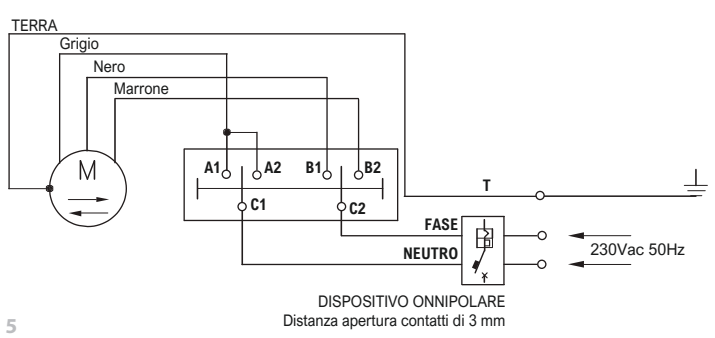 TERRA
Grigio
Nero
Marrone
M
A1 A2 B1 B2
C1 C2
T
FASE
NEUTRO
230Vac 50Hz
DISPOSITIVO ONNIPOLARE
Distanza apertura contatti di 3 mm
5